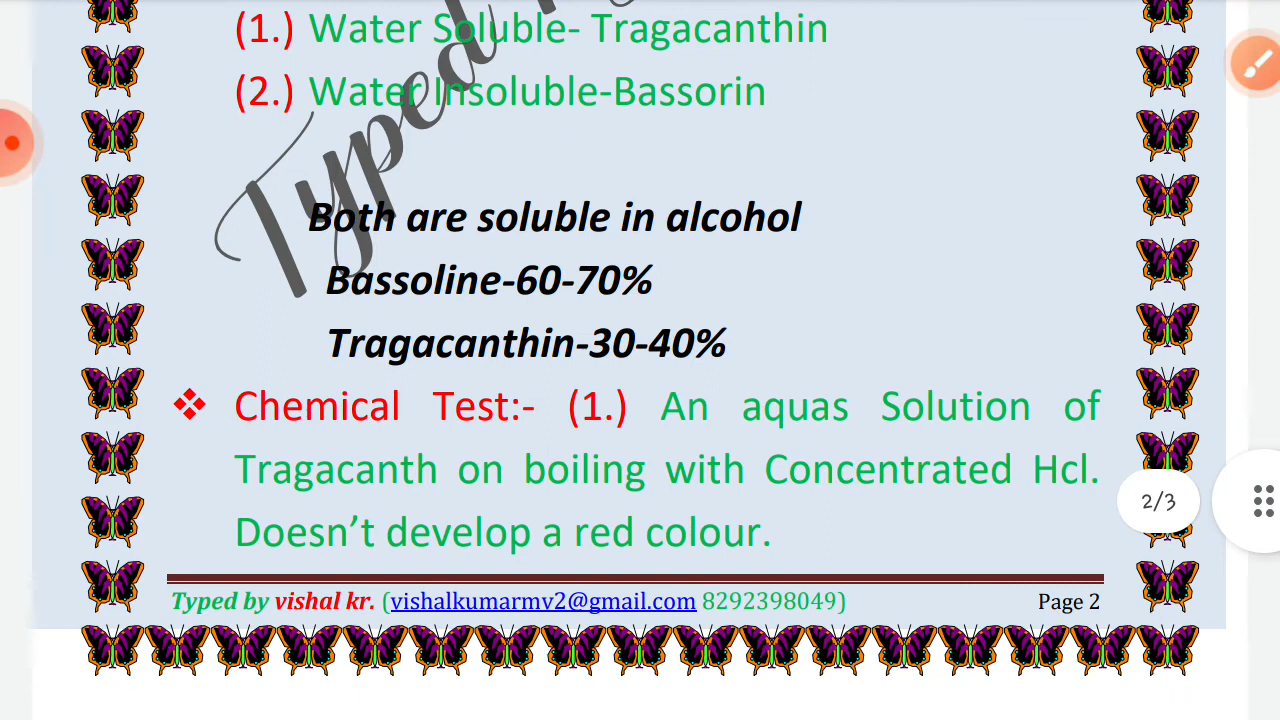 (1.) Water Soluble- Tragacanthin
(2.) Water Insoluble-Bassorin
Typed
Both are soluble in alcohol
Bassoline-60-70%
Tragacanthin-30-40%
❖ Chemical Test:- (1.) An aquas Solution of
Tragacanth on boiling with Concentrated Hcl.
Doesn’t develop a red colour.
2/3
Typed by vishal kr. (vishalkumarmv2@gmail.com 8292398049) Page 2